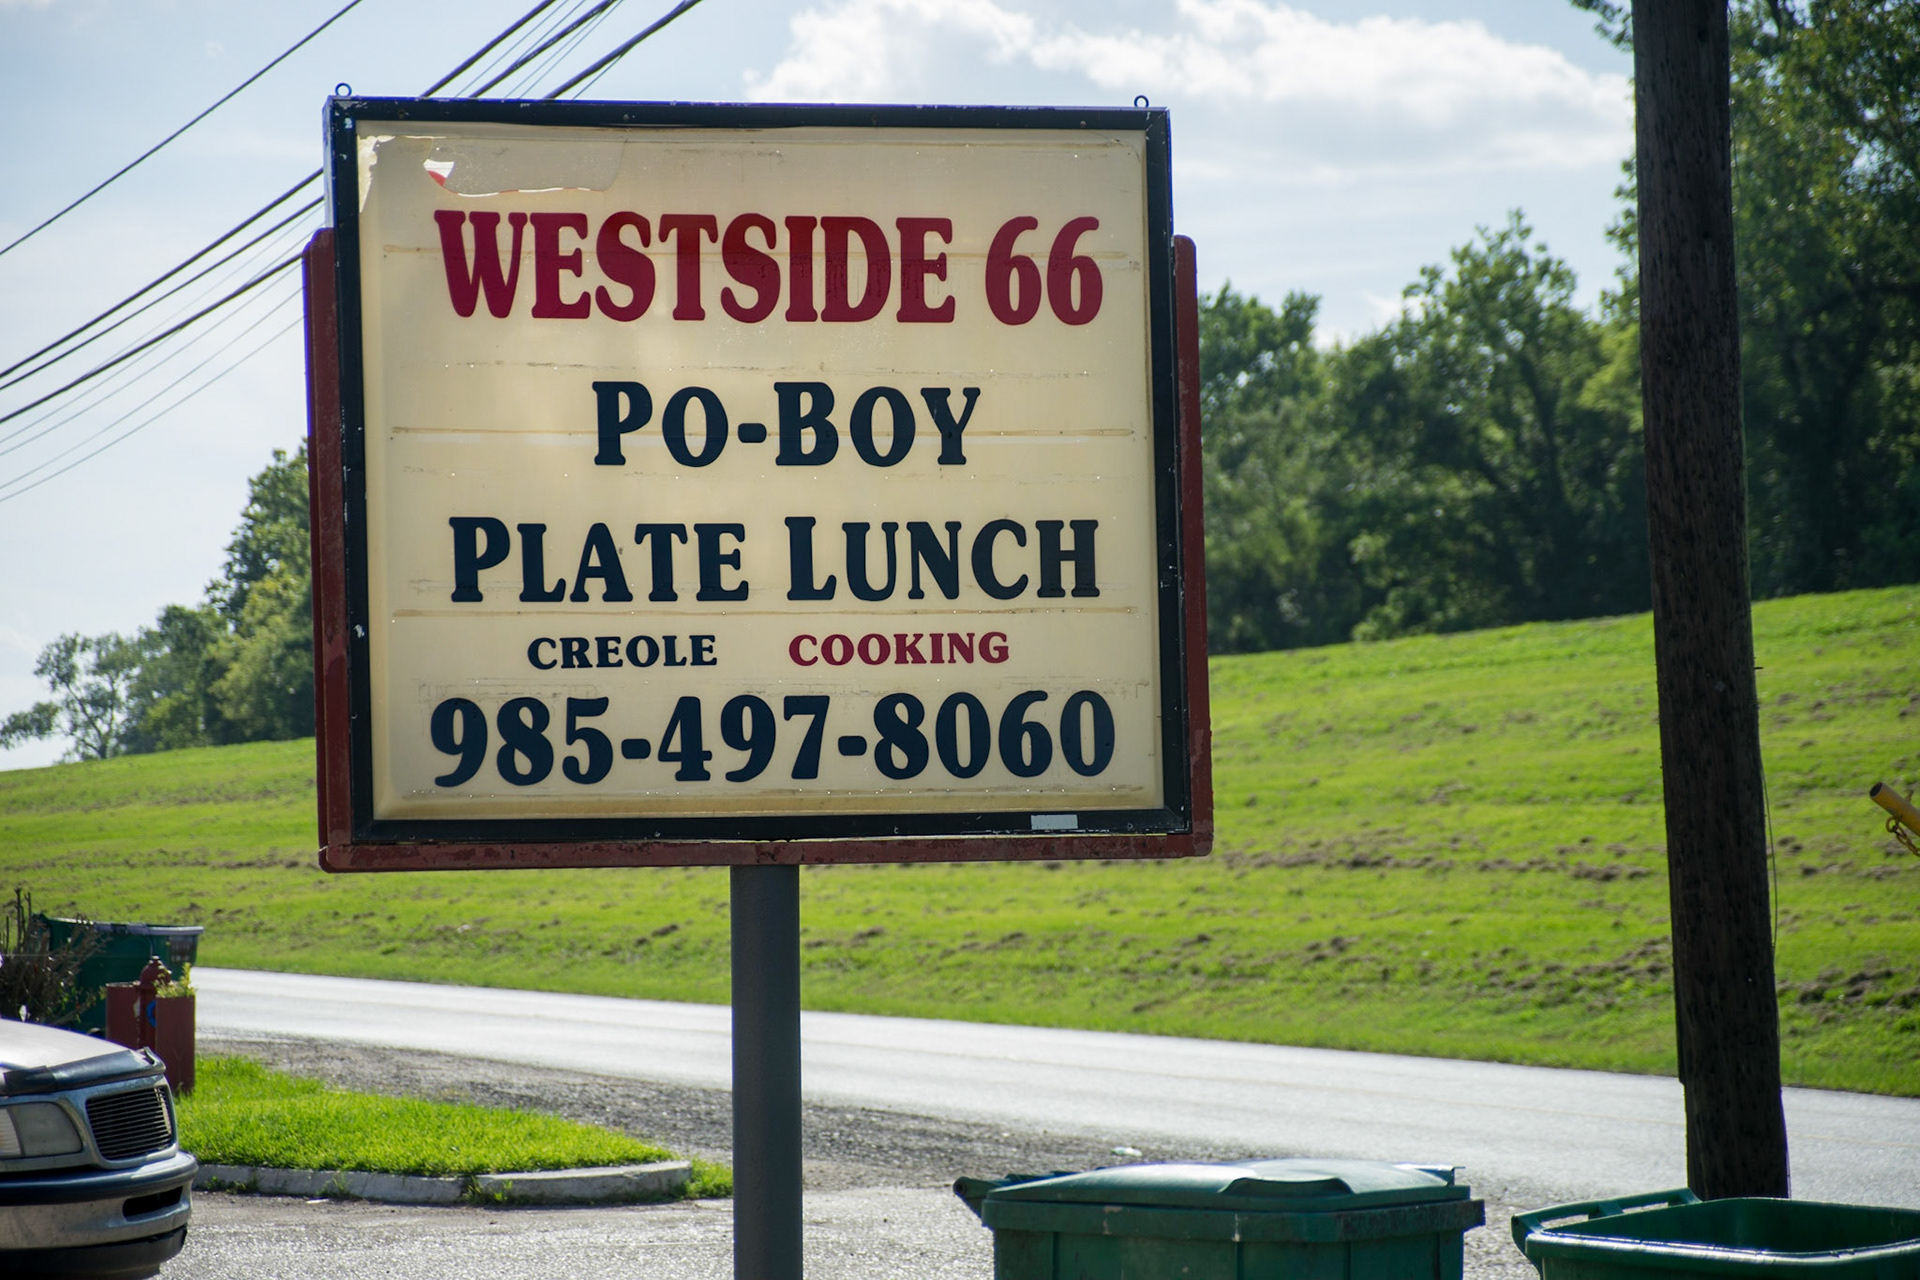 WESTSIDE 66
PO-BOY
PLATE LUNCH
CREOLE COOKING
985-497-8060